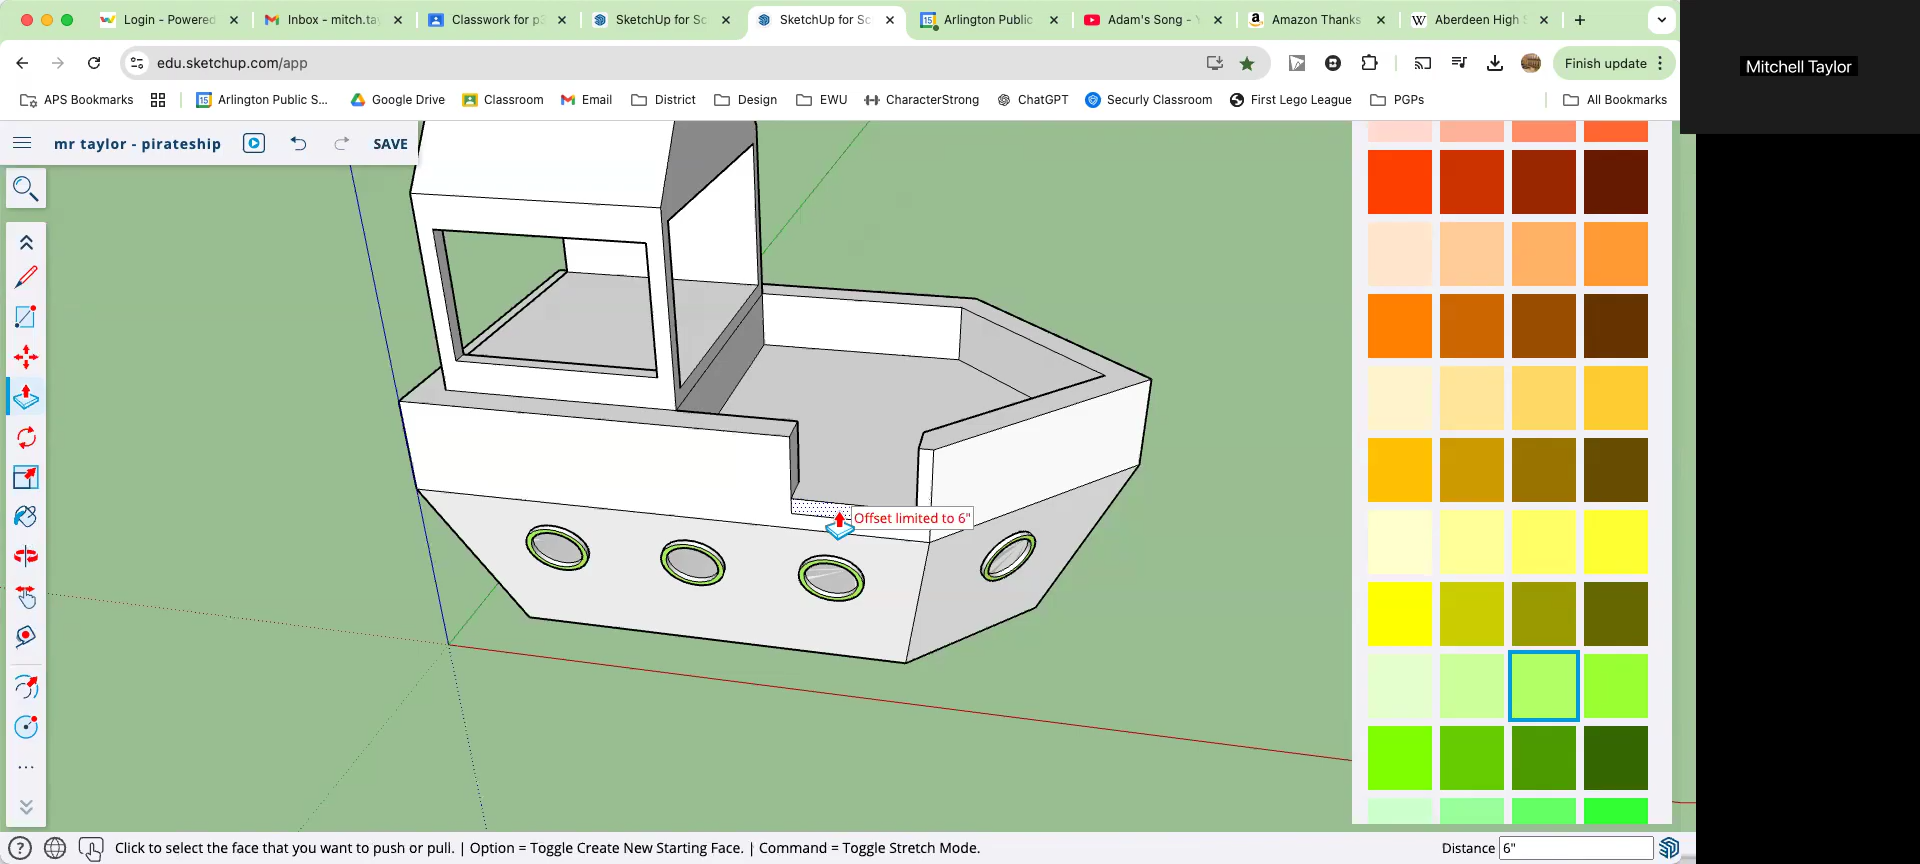 Login - Powered
Inbox - mitch.tay
Classwork for p3
SketchUp for Sc
SketchUp for Sc
Arlington Public
Adam's Song - Y
Amazon Thanks
Aberdeen High S
edu.sketchup.com/app
Finish update
APS Bookmarks
Arlington Public S...
Google Drive
Classroom
Email
District
Design
EWU
CharacterStrong
ChatGPT
Securly Classroom
First Lego League
PGPs
All Bookmarks
Mitchell Taylor
mr taylor - pirateship
SAVE
Offset limited to 6"
Click to select the face that you want to push or pull. | Option = Toggle Create New Starting Face. | Command = Toggle Stretch Mode.
Distance 6"